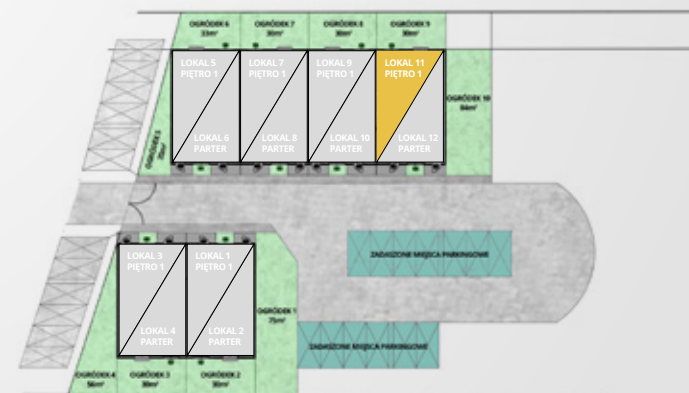 OGRÓDEK 6
33m²
OGRÓDEK 7
30m²
OGRÓDEK 8
30m²
OGRÓDEK 9
30m²
LOKAL 5
PIĘTRO 1
LOKAL 7
PIĘTRO 1
LOKAL 9
PIĘTRO 1
LOKAL 11
PIĘTRO 1
OGRÓDEK 10
LOKAL 6
PARTER
LOKAL 8
PARTER
LOKAL 10
PARTER
LOKAL 12
PARTER
OGRÓDEK 5
LOKAL 3
PIĘTRO 1
LOKAL 1
PIĘTRO 1
ZADASZONE MIEJSCA PARKINGOWE
OGRÓDEK 1
75m²
LOKAL 4
PARTER
LOKAL 2
PARTER
ZADASZONE MIEJSCA PARKINGOWE
OGRÓDEK 4
56m²
OGRÓDEK 3
30m²
OGRÓDEK 2
30m²